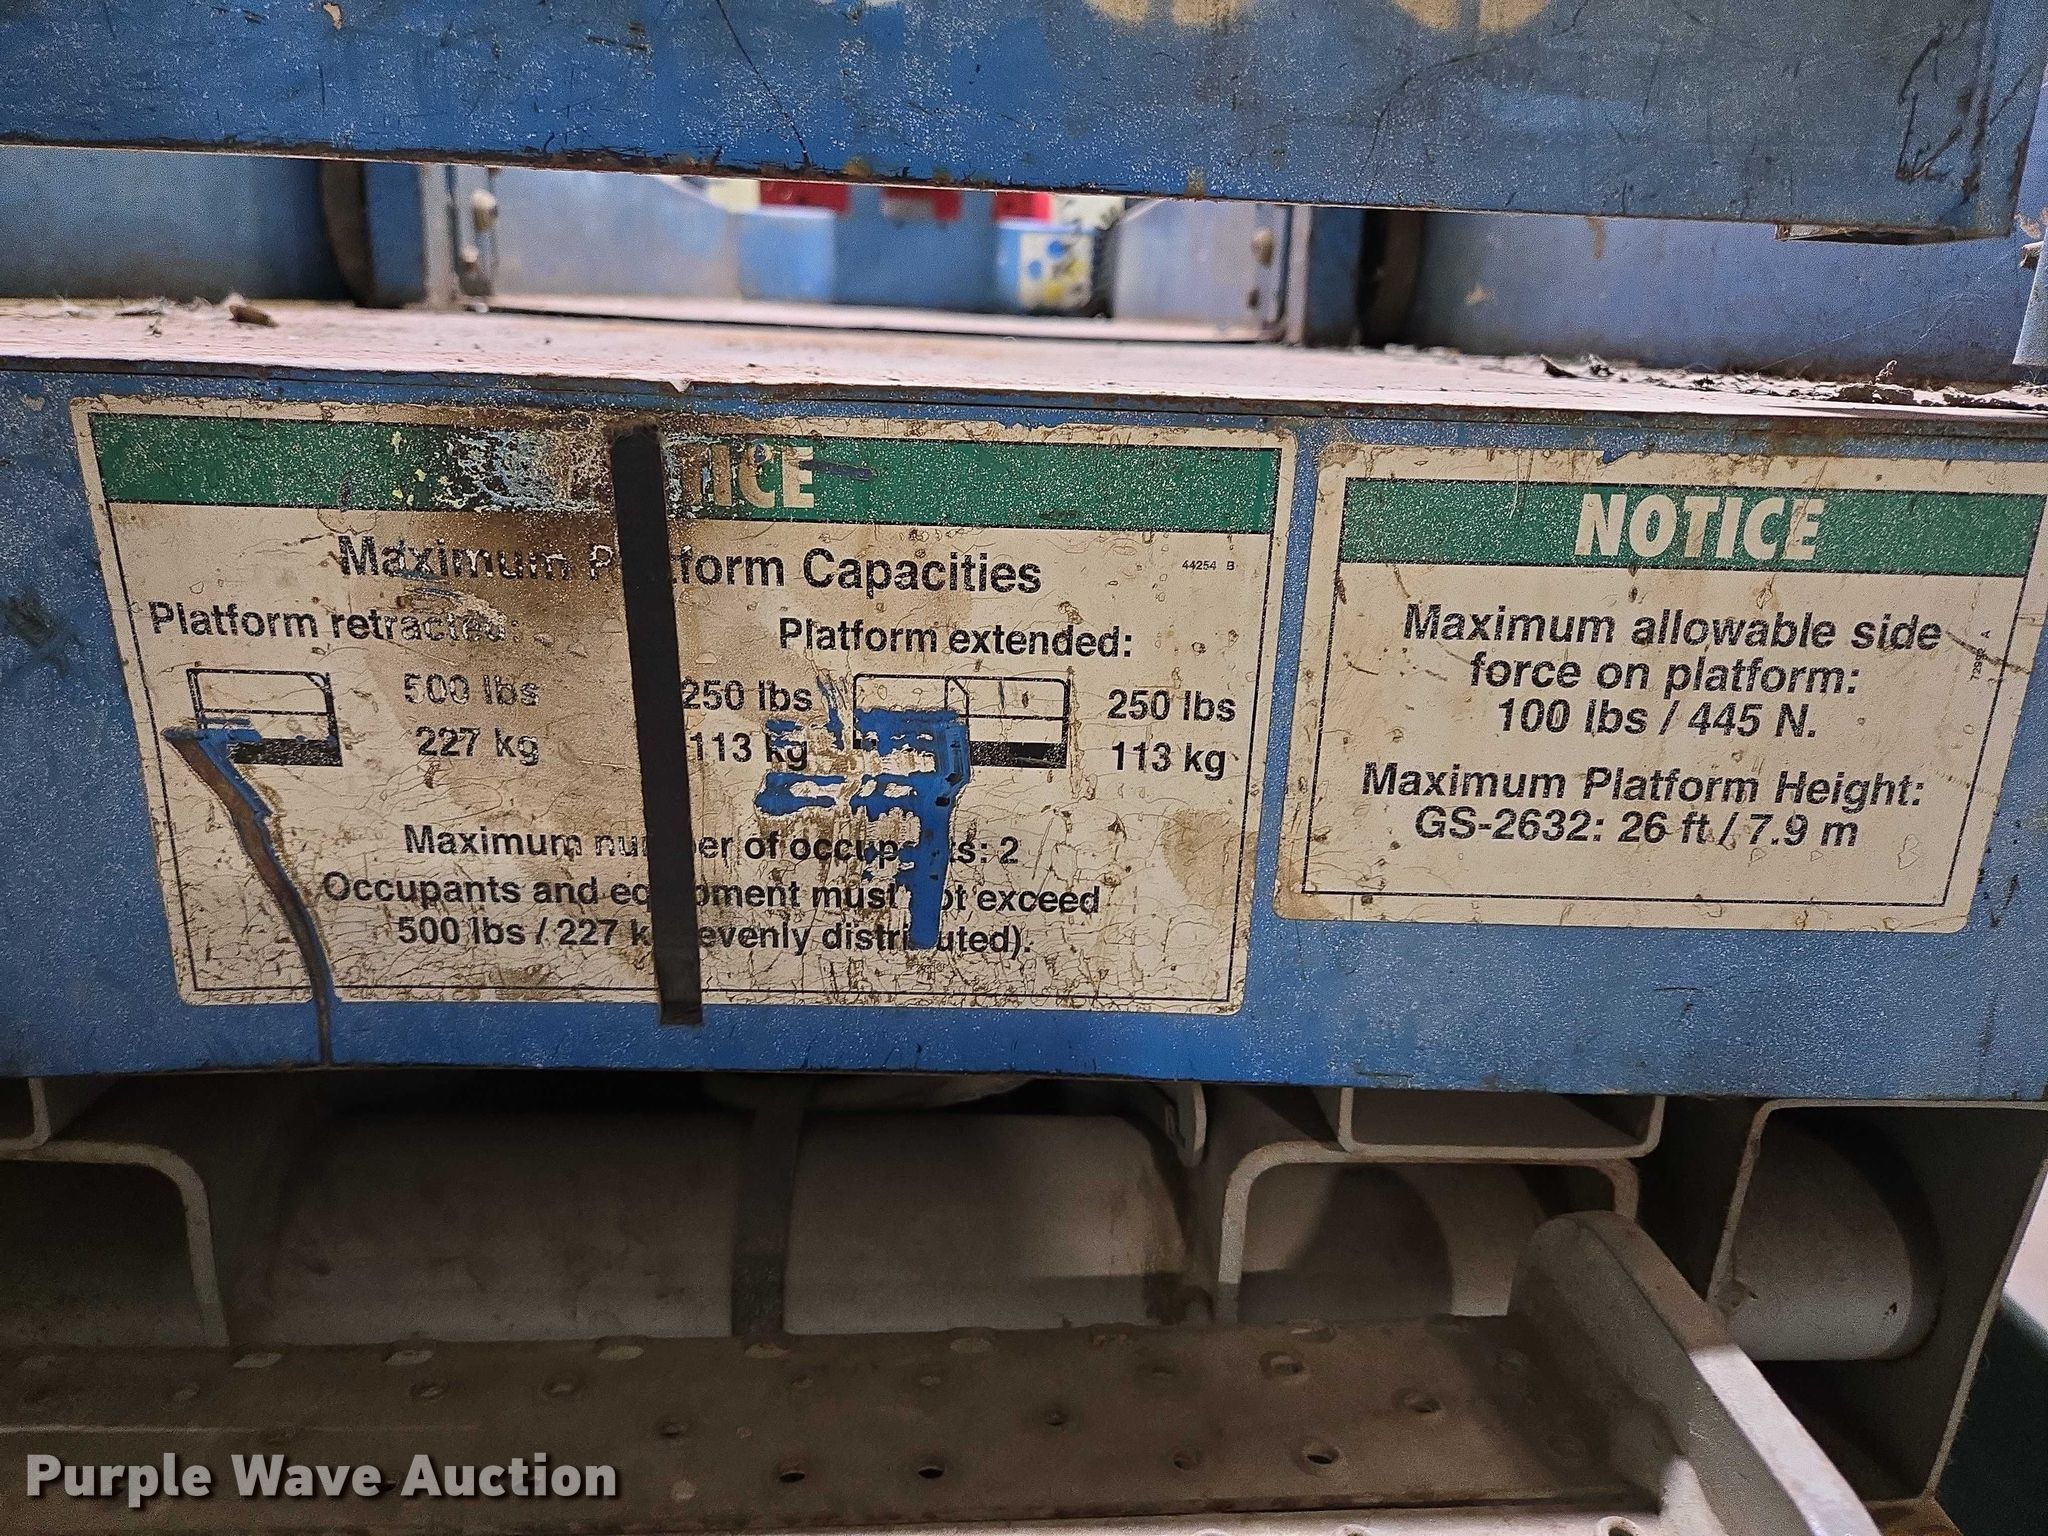 NOTICE
Maximum Platform Capacities
44254 B
Platform retracted:
Platform extended:
500 lbs
227 kg
250 lbs
113 kg
250 lbs
113 kg
Maximum number of occupants: 2
Occupants and equipment must not exceed
500 lbs / 227 kg (evenly distributed).
NOTICE
Maximum allowable side
force on platform:
100 lbs / 445 N.
Maximum Platform Height:
GS-2632: 26 ft / 7.9 m
Purple Wave Auction